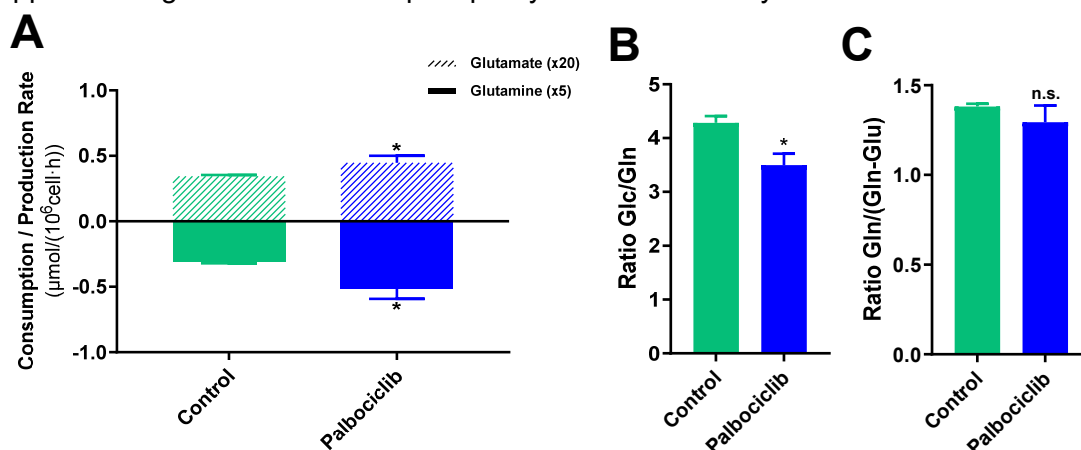 A
B
C
Glutamate (x20)
Glutamine (x5)
Consumption / Production Rate
(µmol/(10⁶cell·h))
1.0
0.5
0.0
-0.5
-1.0
*
*
Control
Palbociclib
Ratio Glc/Gln
5
4
3
2
1
0
*
Control
Palbociclib
Ratio Gln/(Gln-Glu)
1.5
1.0
0.5
0.0
n.s.
Control
Palbociclib